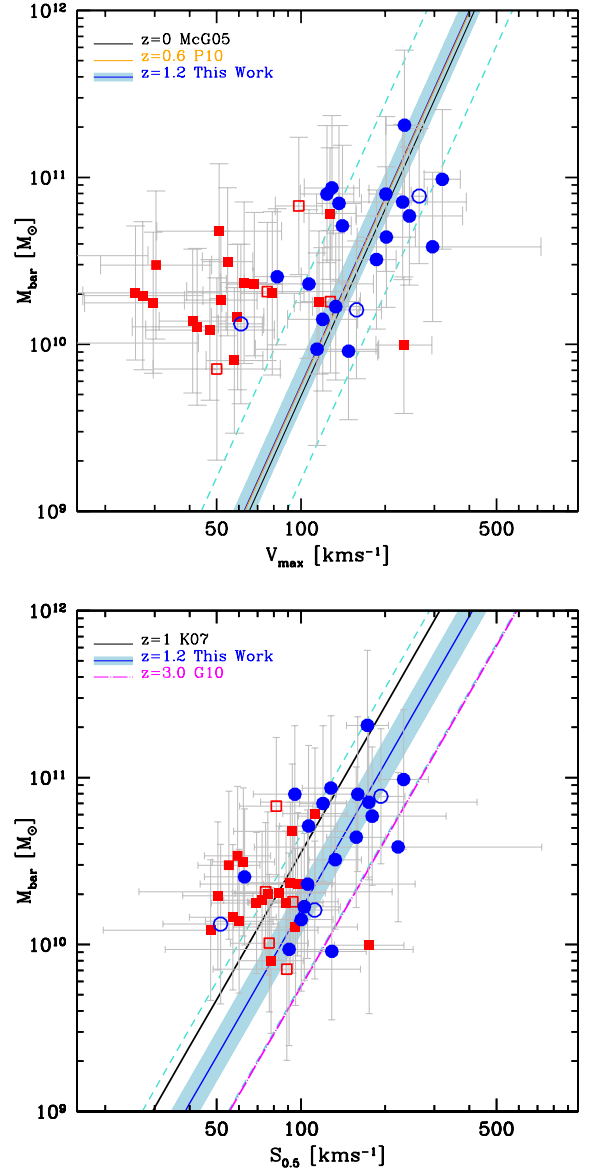 10¹²
z=0 McG05
z=0.6 P10
z=1.2 This Work
10¹¹
M_bar [M_⊙]
10¹⁰
10⁹
50 100 500
V_max [kms⁻¹]
10¹²
z=1 K07
z=1.2 This Work
z=3.0 G10
10¹¹
M_bar [M_⊙]
10¹⁰
10⁹
50 100 500
S_0.5 [kms⁻¹]